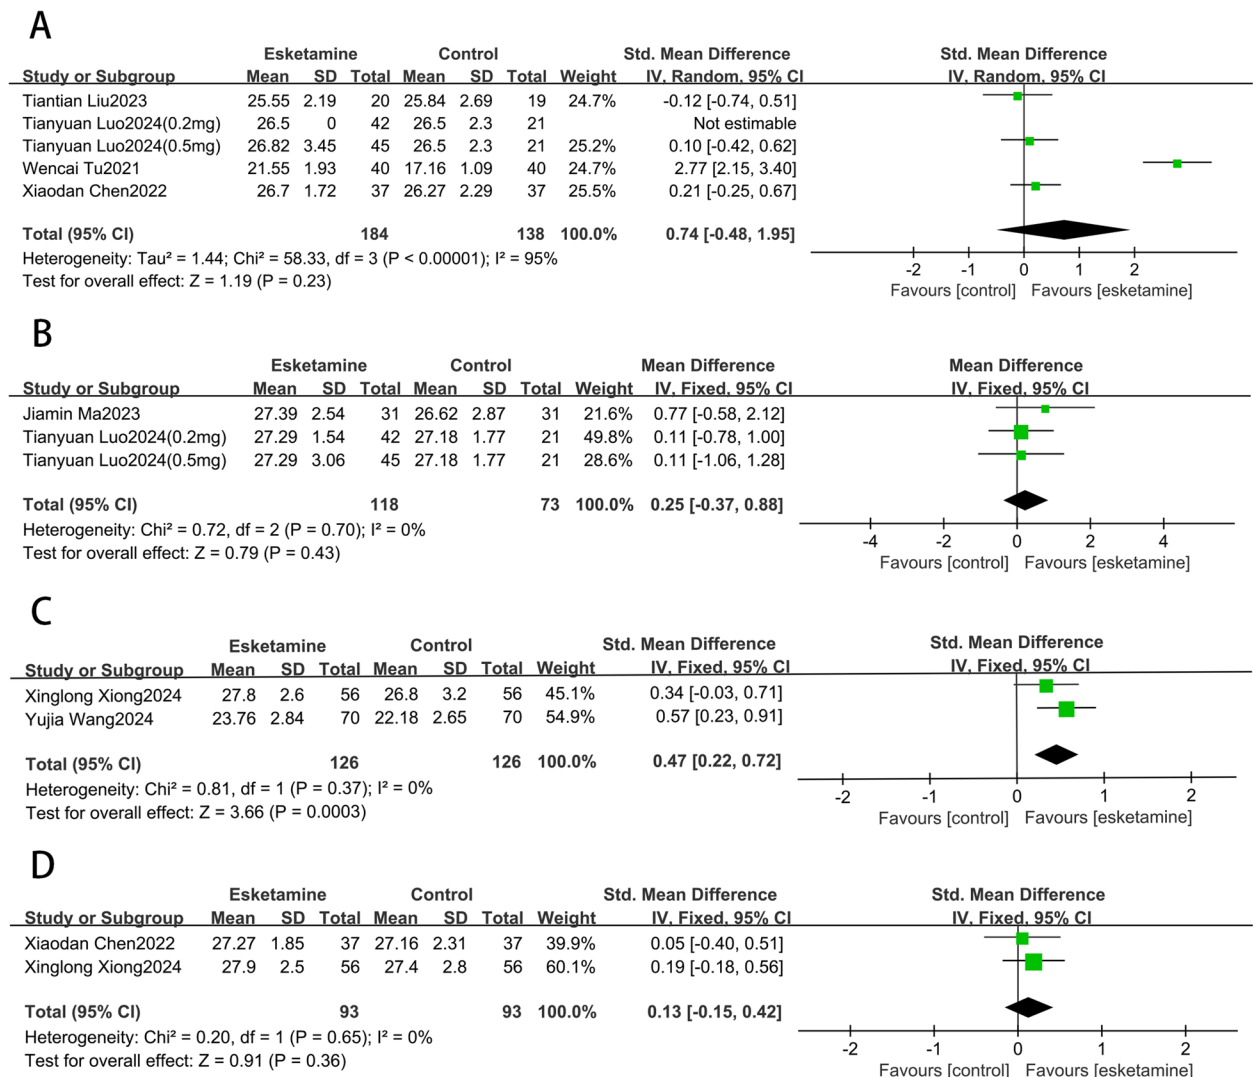 A
Esketamine Control Std. Mean Difference Std. Mean Difference
Study or Subgroup Mean SD Total Mean SD Total Weight IV, Random, 95% CI IV, Random, 95% CI
Tiantian Liu2023 25.55 2.19 20 25.84 2.69 19 24.7% -0.12 [-0.74, 0.51]
Tianyuan Luo2024(0.2mg) 26.5 0 42 26.5 2.3 21 Not estimable
Tianyuan Luo2024(0.5mg) 26.82 3.45 45 26.5 2.3 21 25.2% 0.10 [-0.42, 0.62]
Wencai Tu2021 21.55 1.93 40 17.16 1.09 40 24.7% 2.77 [2.15, 3.40]
Xiaodan Chen2022 26.7 1.72 37 26.27 2.29 37 25.5% 0.21 [-0.25, 0.67]
Total (95% CI) 184 138 100.0% 0.74 [-0.48, 1.95]
Heterogeneity: Tau² = 1.44; Chi² = 58.33, df = 3 (P < 0.00001); I² = 95%
Test for overall effect: Z = 1.19 (P = 0.23)
-2 -1 0 1 2
Favours [control] Favours [esketamine]
B
Esketamine Control Mean Difference Mean Difference
Study or Subgroup Mean SD Total Mean SD Total Weight IV, Fixed, 95% CI IV, Fixed, 95% CI
Jiamin Ma2023 27.39 2.54 31 26.62 2.87 31 21.6% 0.77 [-0.58, 2.12]
Tianyuan Luo2024(0.2mg) 27.29 1.54 42 27.18 1.77 21 49.8% 0.11 [-0.78, 1.00]
Tianyuan Luo2024(0.5mg) 27.29 3.06 45 27.18 1.77 21 28.6% 0.11 [-1.06, 1.28]
Total (95% CI) 118 73 100.0% 0.25 [-0.37, 0.88]
Heterogeneity: Chi² = 0.72, df = 2 (P = 0.70); I² = 0%
Test for overall effect: Z = 0.79 (P = 0.43)
-4 -2 0 2 4
Favours [control] Favours [esketamine]
C
Esketamine Control Std. Mean Difference Std. Mean Difference
Study or Subgroup Mean SD Total Mean SD Total Weight IV, Fixed, 95% CI IV, Fixed, 95% CI
Xinglong Xiong2024 27.8 2.6 56 26.8 3.2 56 45.1% 0.34 [-0.03, 0.71]
Yujia Wang2024 23.76 2.84 70 22.18 2.65 70 54.9% 0.57 [0.23, 0.91]
Total (95% CI) 126 126 100.0% 0.47 [0.22, 0.72]
Heterogeneity: Chi² = 0.81, df = 1 (P = 0.37); I² = 0%
Test for overall effect: Z = 3.66 (P = 0.0003)
-2 -1 0 1 2
Favours [control] Favours [esketamine]
D
Esketamine Control Std. Mean Difference Std. Mean Difference
Study or Subgroup Mean SD Total Mean SD Total Weight IV, Fixed, 95% CI IV, Fixed, 95% CI
Xiaodan Chen2022 27.27 1.85 37 27.16 2.31 37 39.9% 0.05 [-0.40, 0.51]
Xinglong Xiong2024 27.9 2.5 56 27.4 2.8 56 60.1% 0.19 [-0.18, 0.56]
Total (95% CI) 93 93 100.0% 0.13 [-0.15, 0.42]
Heterogeneity: Chi² = 0.20, df = 1 (P = 0.65); I² = 0%
Test for overall effect: Z = 0.91 (P = 0.36)
-2 -1 0 1 2
Favours [control] Favours [esketamine]